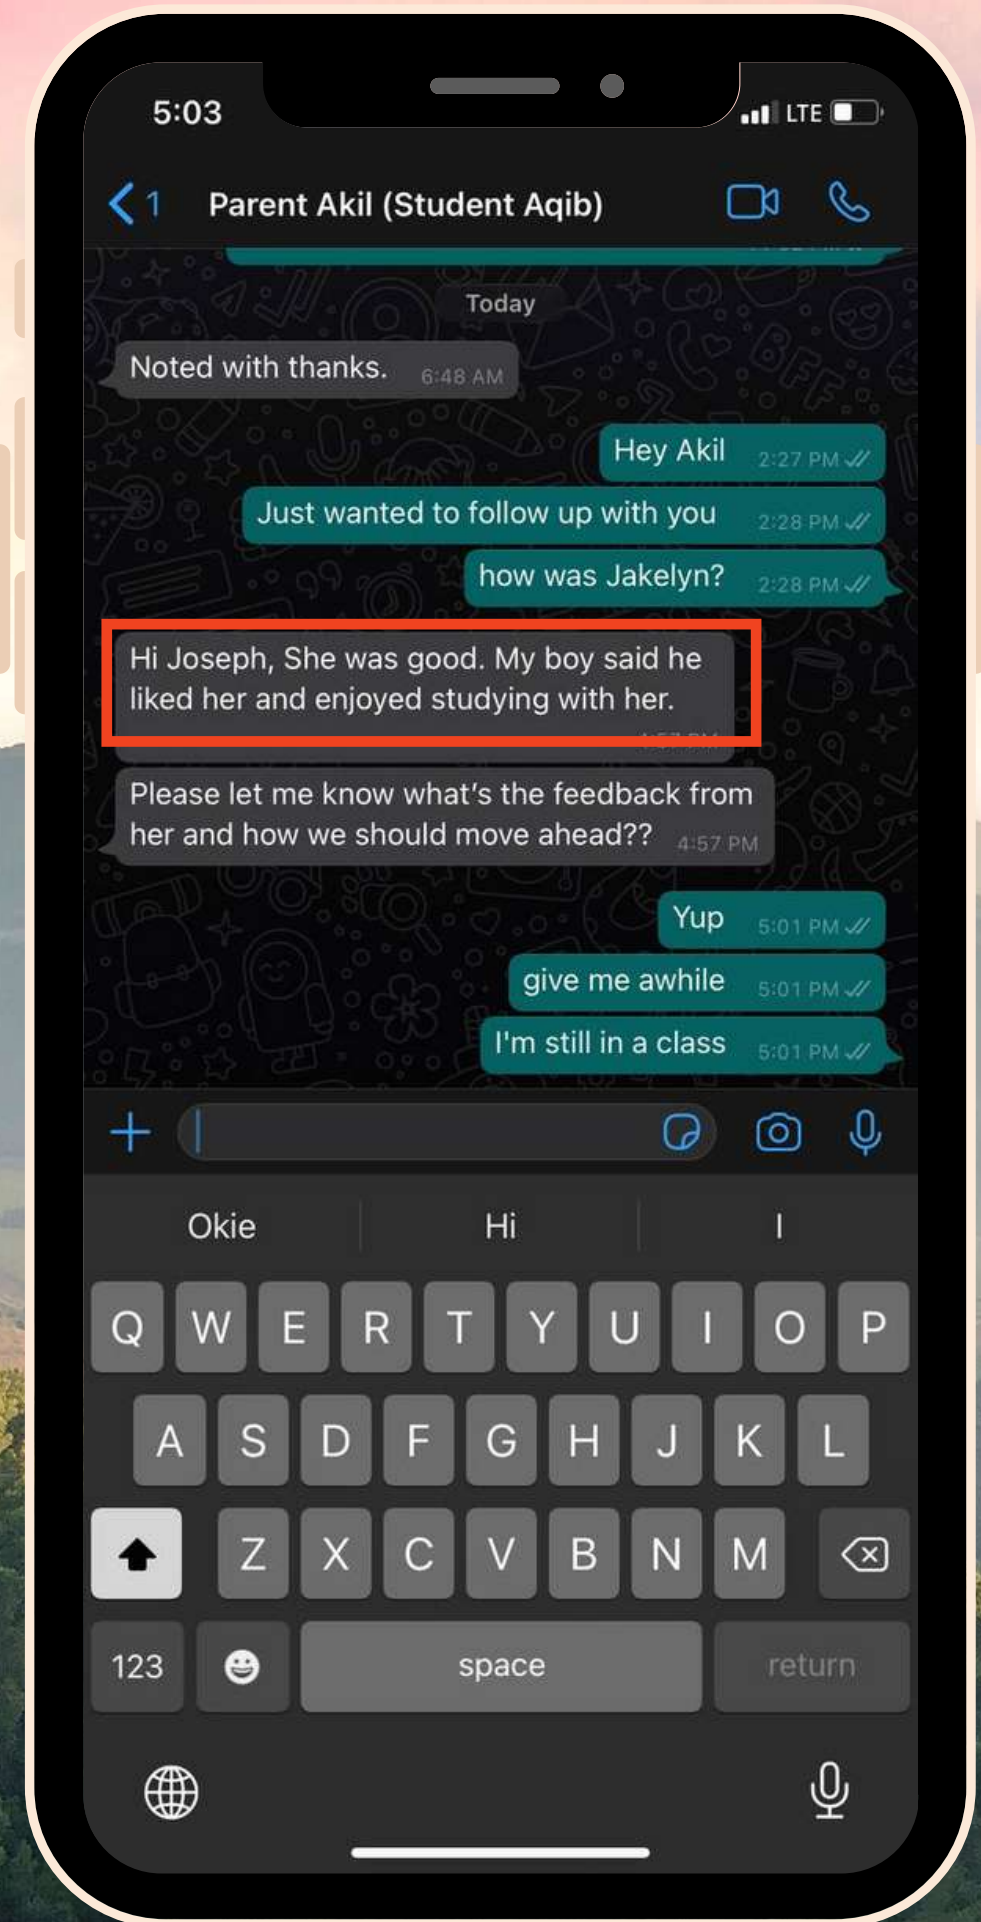 5:03
LTE
1
Parent Akil (Student Aqib)
Today
Noted with thanks. 6:48 AM
Hey Akil 2:27 PM
Just wanted to follow up with you 2:28 PM
how was Jakelyn? 2:28 PM
Hi Joseph, She was good. My boy said he
liked her and enjoyed studying with her.
4:57 PM
Please let me know what's the feedback from
her and how we should move ahead?? 4:57 PM
Yup 5:01 PM
give me awhile 5:01 PM
I'm still in a class 5:01 PM
Okie Hi I
Q W E R T Y U I O P
A S D F G H J K L
Z X C V B N M
123 space return